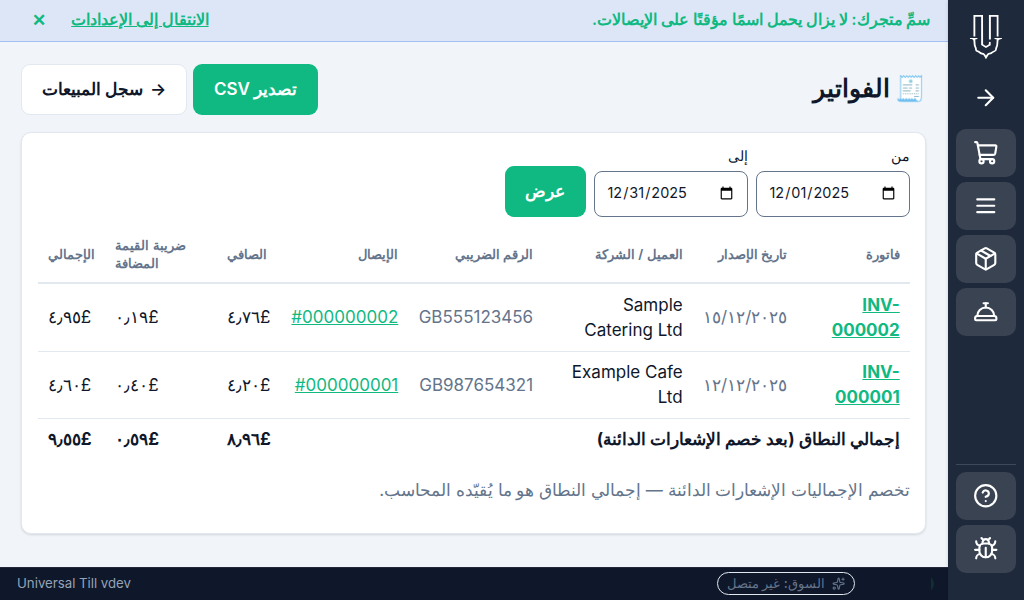 سمِّ متجرك: لا يزال يحمل اسمًا مؤقتًا على الإيصالات.
الانتقال إلى الإعدادات ✕
🧾 الفواتير
تصدير CSV
→ سجل المبيعات
من
إلى
12/01/2025
12/31/2025
عرض
فاتورة تاريخ الإصدار العميل / الشركة الرقم الضريبي الإيصال الصافي ضريبة القيمة المضافة الإجمالي
INV-000002 ١٥/١٢/٢٠٢٥ Sample Catering Ltd GB555123456 #000000002 £٤٫٧٦ £٠٫١٩ £٤٫٩٥
INV-000001 ١٢/١٢/٢٠٢٥ Example Cafe Ltd GB987654321 #000000001 £٤٫٢٠ £٠٫٤٠ £٤٫٦٠
إجمالي النطاق (بعد خصم الإشعارات الدائنة) £٨٫٩٦ £٠٫٥٩ £٩٫٥٥
تخصم الإجماليات الإشعارات الدائنة — إجمالي النطاق هو ما يُقيّده المحاسب.
السوق: غير متصل
Universal Till vdev